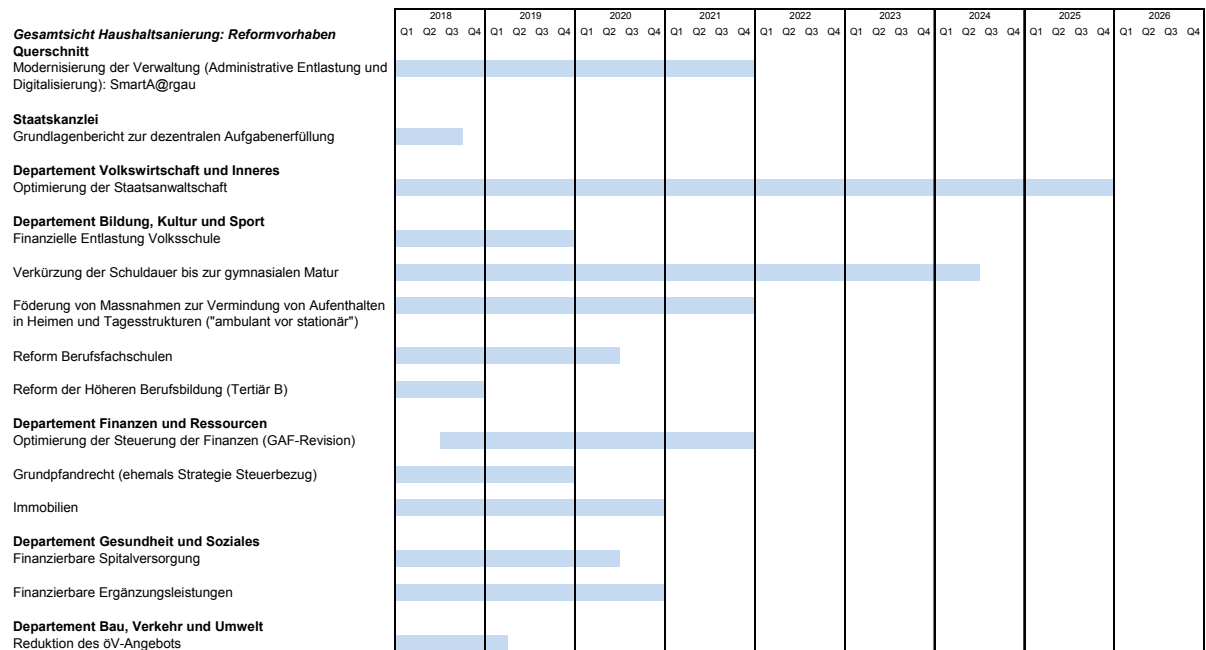 2018 2019 2020 2021 2022 2023 2024 2025 2026
Gesamtsicht Haushaltsanierung: Reformvorhaben Q1 Q2 Q3 Q4 Q1 Q2 Q3 Q4 Q1 Q2 Q3 Q4 Q1 Q2 Q3 Q4 Q1 Q2 Q3 Q4 Q1 Q2 Q3 Q4 Q1 Q2 Q3 Q4 Q1 Q2 Q3 Q4 Q1 Q2 Q3 Q4
Querschnitt
Modernisierung der Verwaltung (Administrative Entlastung und
Digitalisierung): SmartA@rgau
Staatskanzlei
Grundlagenbericht zur dezentralen Aufgabenerfüllung
Departement Volkswirtschaft und Inneres
Optimierung der Staatsanwaltschaft
Departement Bildung, Kultur und Sport
Finanzielle Entlastung Volksschule
Verkürzung der Schuldauer bis zur gymnasialen Matur
Föderung von Massnahmen zur Vermindung von Aufenthalten
in Heimen und Tagesstrukturen ("ambulant vor stationär")
Reform Berufsfachschulen
Reform der Höheren Berufsbildung (Tertiär B)
Departement Finanzen und Ressourcen
Optimierung der Steuerung der Finanzen (GAF-Revision)
Grundpfandrecht (ehemals Strategie Steuerbezug)
Immobilien
Departement Gesundheit und Soziales
Finanzierbare Spitalversorgung
Finanzierbare Ergänzungsleistungen
Departement Bau, Verkehr und Umwelt
Reduktion des öV-Angebots